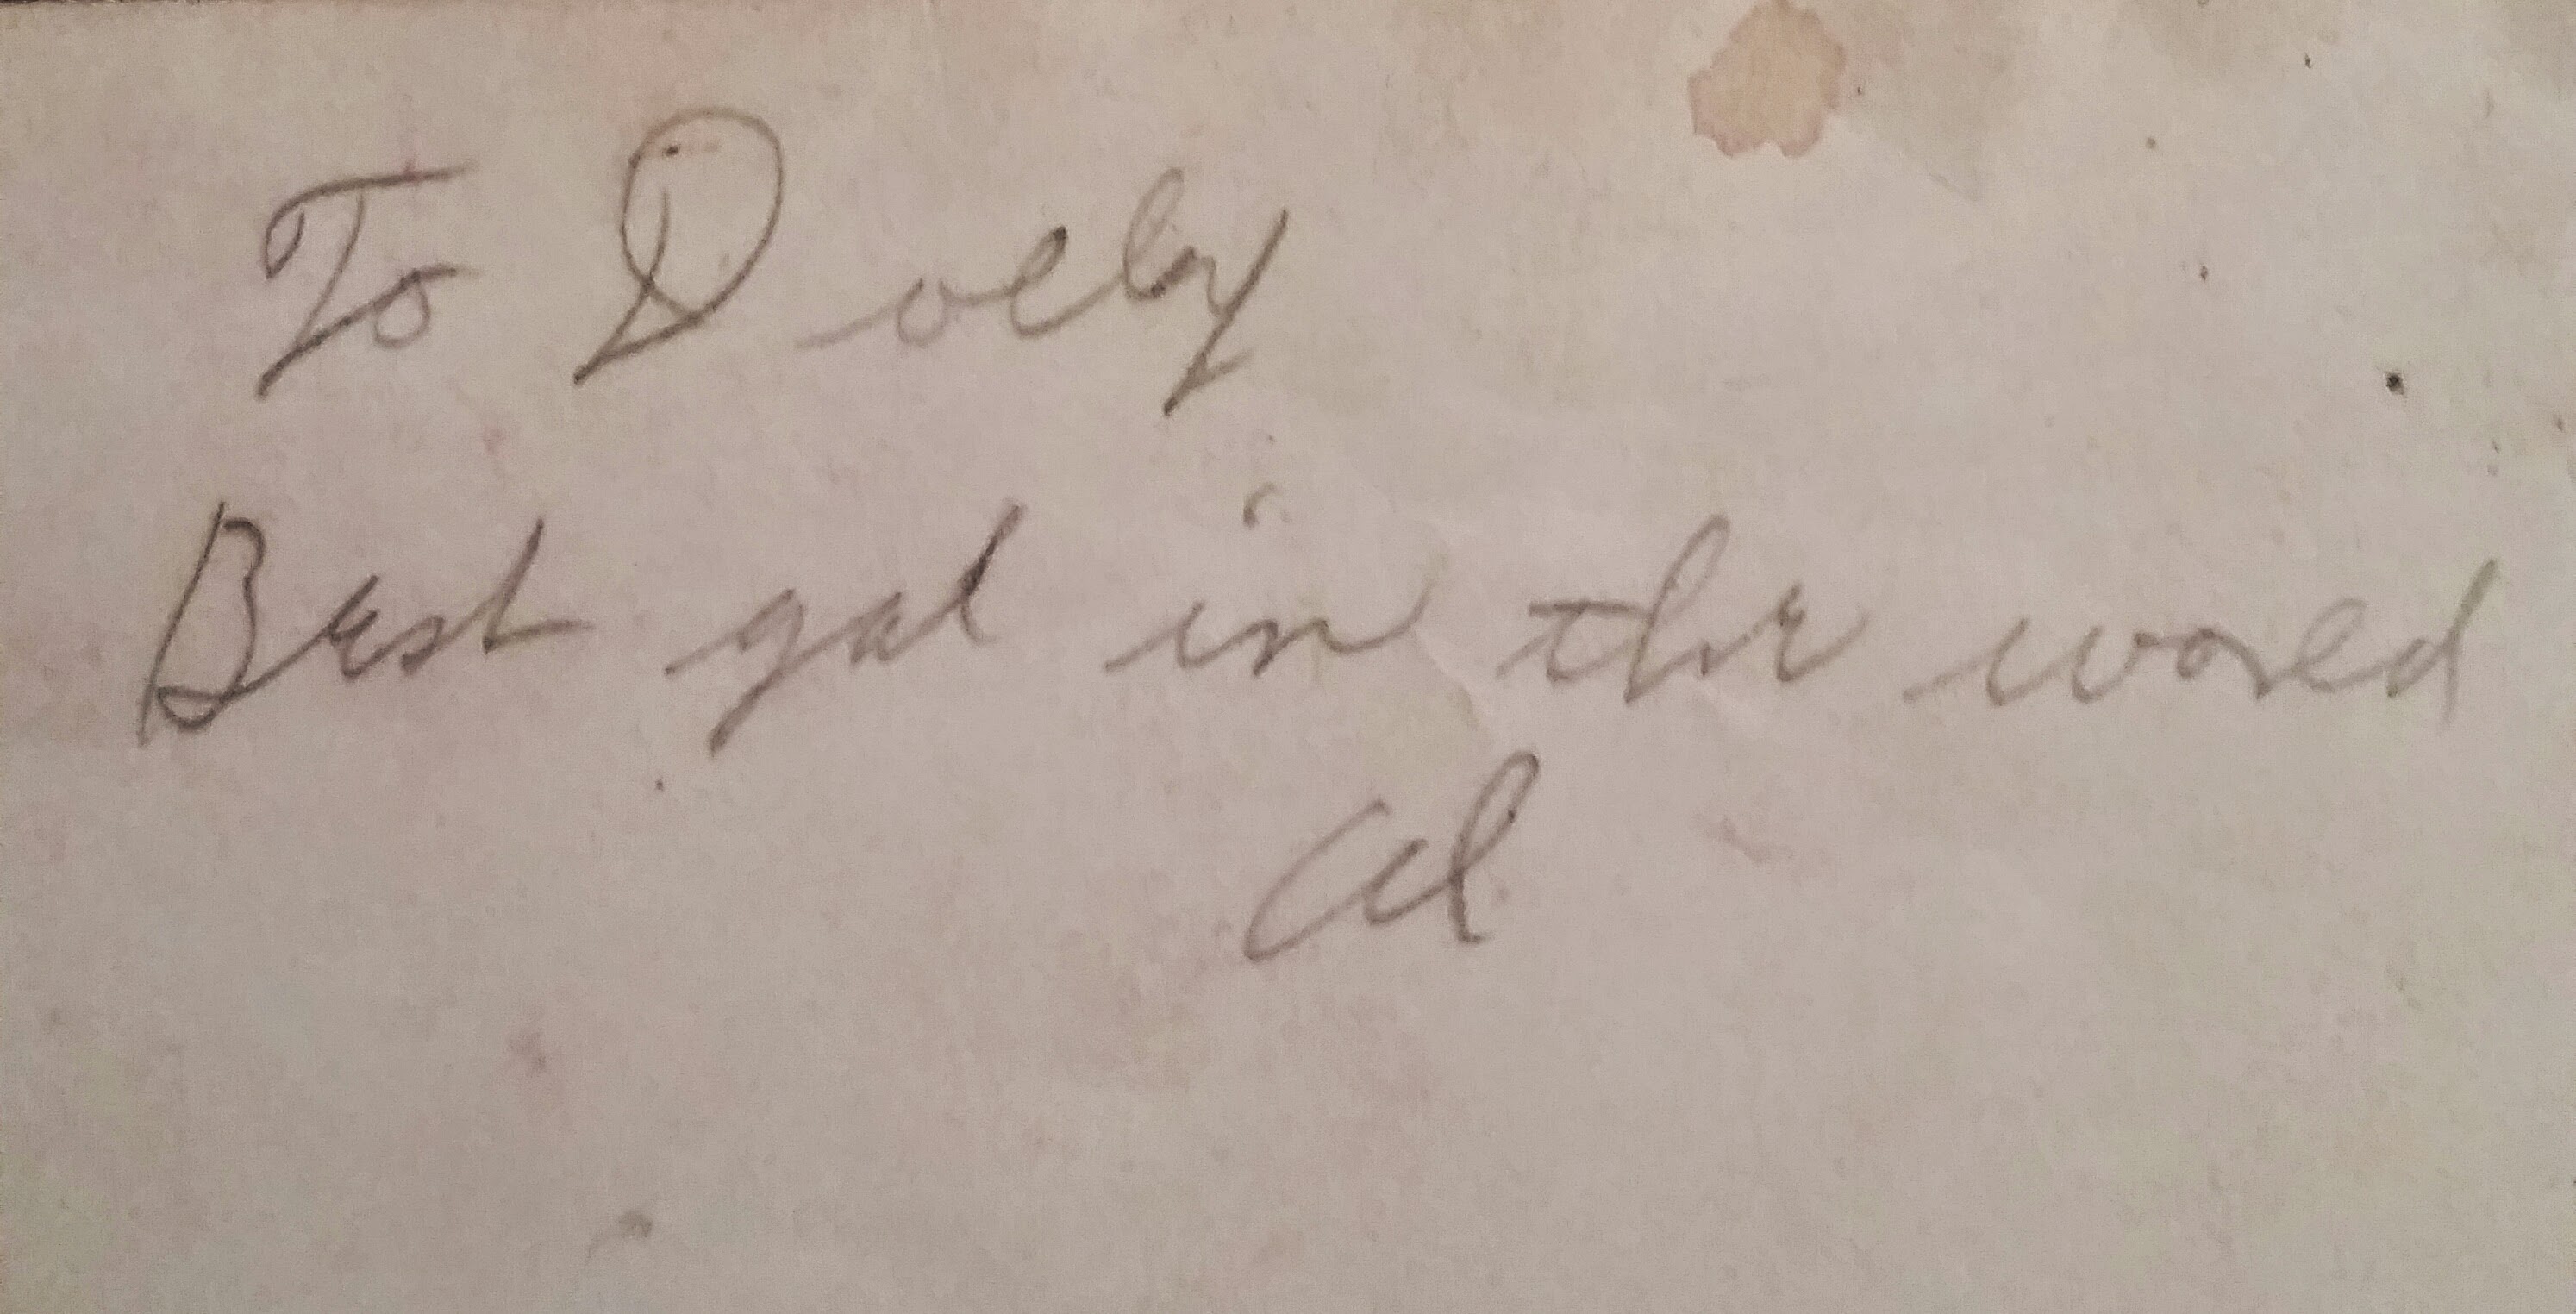 To Dolly
Best gal in the world
Al